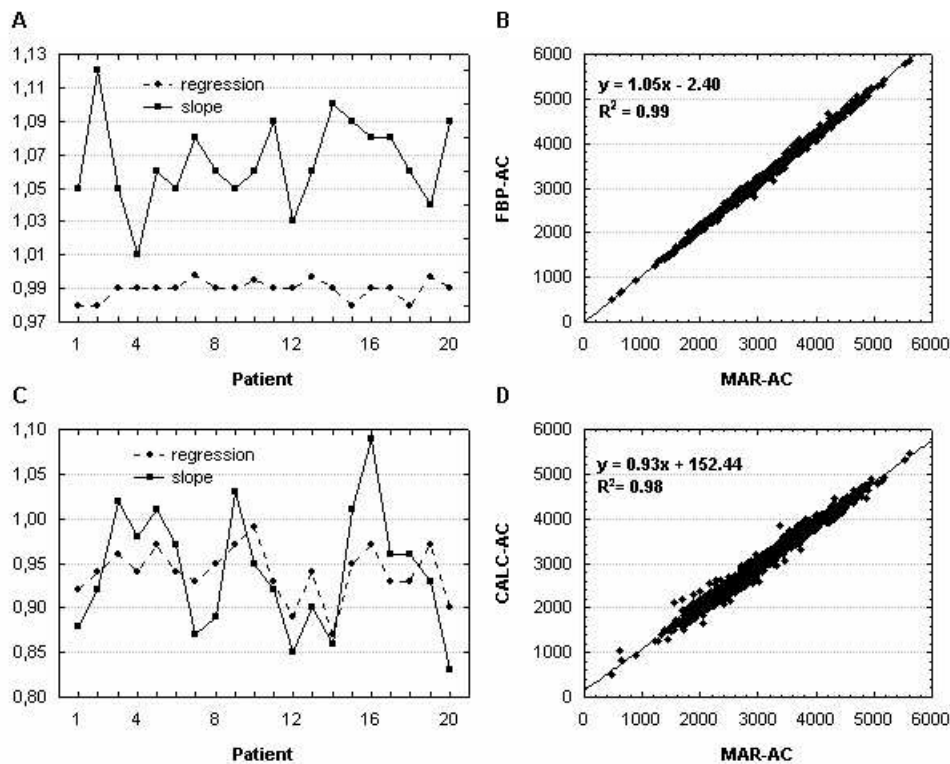 A
1,13
1,11
1,09
1,07
1,05
1,03
1,01
0,99
0,97
regression
slope
1 4 8 12 16 20
Patient
B
6000
5000
4000
3000
2000
1000
0
FBP-AC
y = 1.05x - 2.40
R² = 0.99
0 1000 2000 3000 4000 5000 6000
MAR-AC
C
1,10
1,05
1,00
0,95
0,90
0,85
0,80
regression
slope
1 4 8 12 16 20
Patient
D
6000
5000
4000
3000
2000
1000
0
CALC-AC
y = 0.93x + 152.44
R²= 0.98
0 1000 2000 3000 4000 5000 6000
MAR-AC